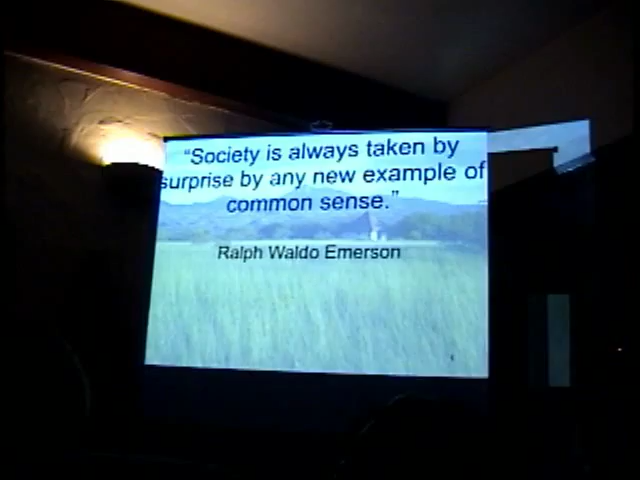 “Society is always taken by
surprise by any new example of
common sense.”
Ralph Waldo Emerson